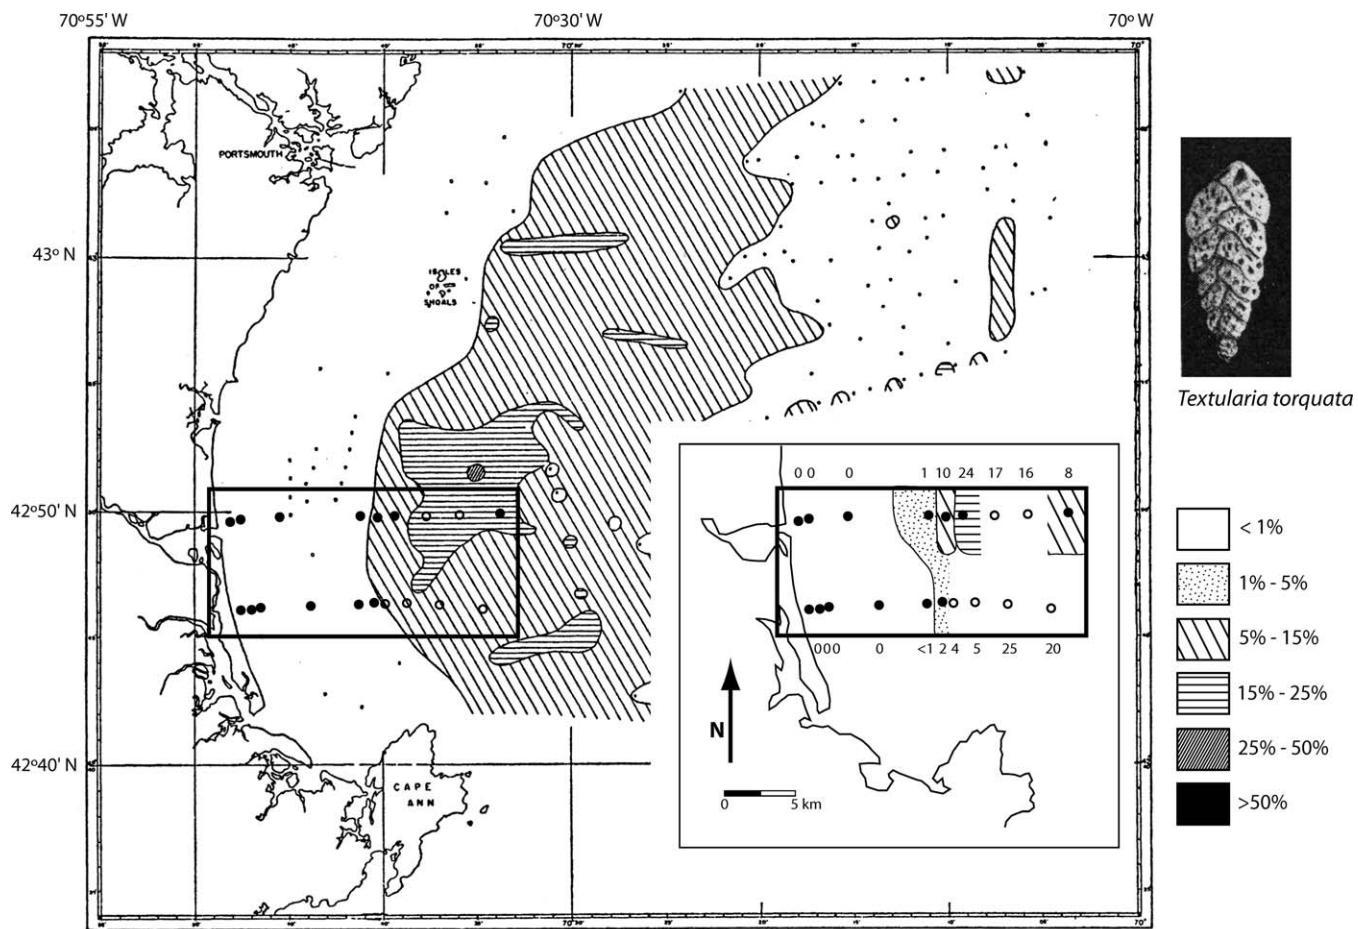 70°55' W
70°30' W
70° W
PORTSMOUTH
43° N
ISLES
OF
SHOALS
Textularia torquata
0 0 0 1 10 24 17 16 8
42°50' N
< 1%
1% - 5%
5% - 15%
000 0 <1 2 4 5 25 20
15% - 25%
N
25% - 50%
42°40' N
CAPE
ANN
0 5 km
>50%